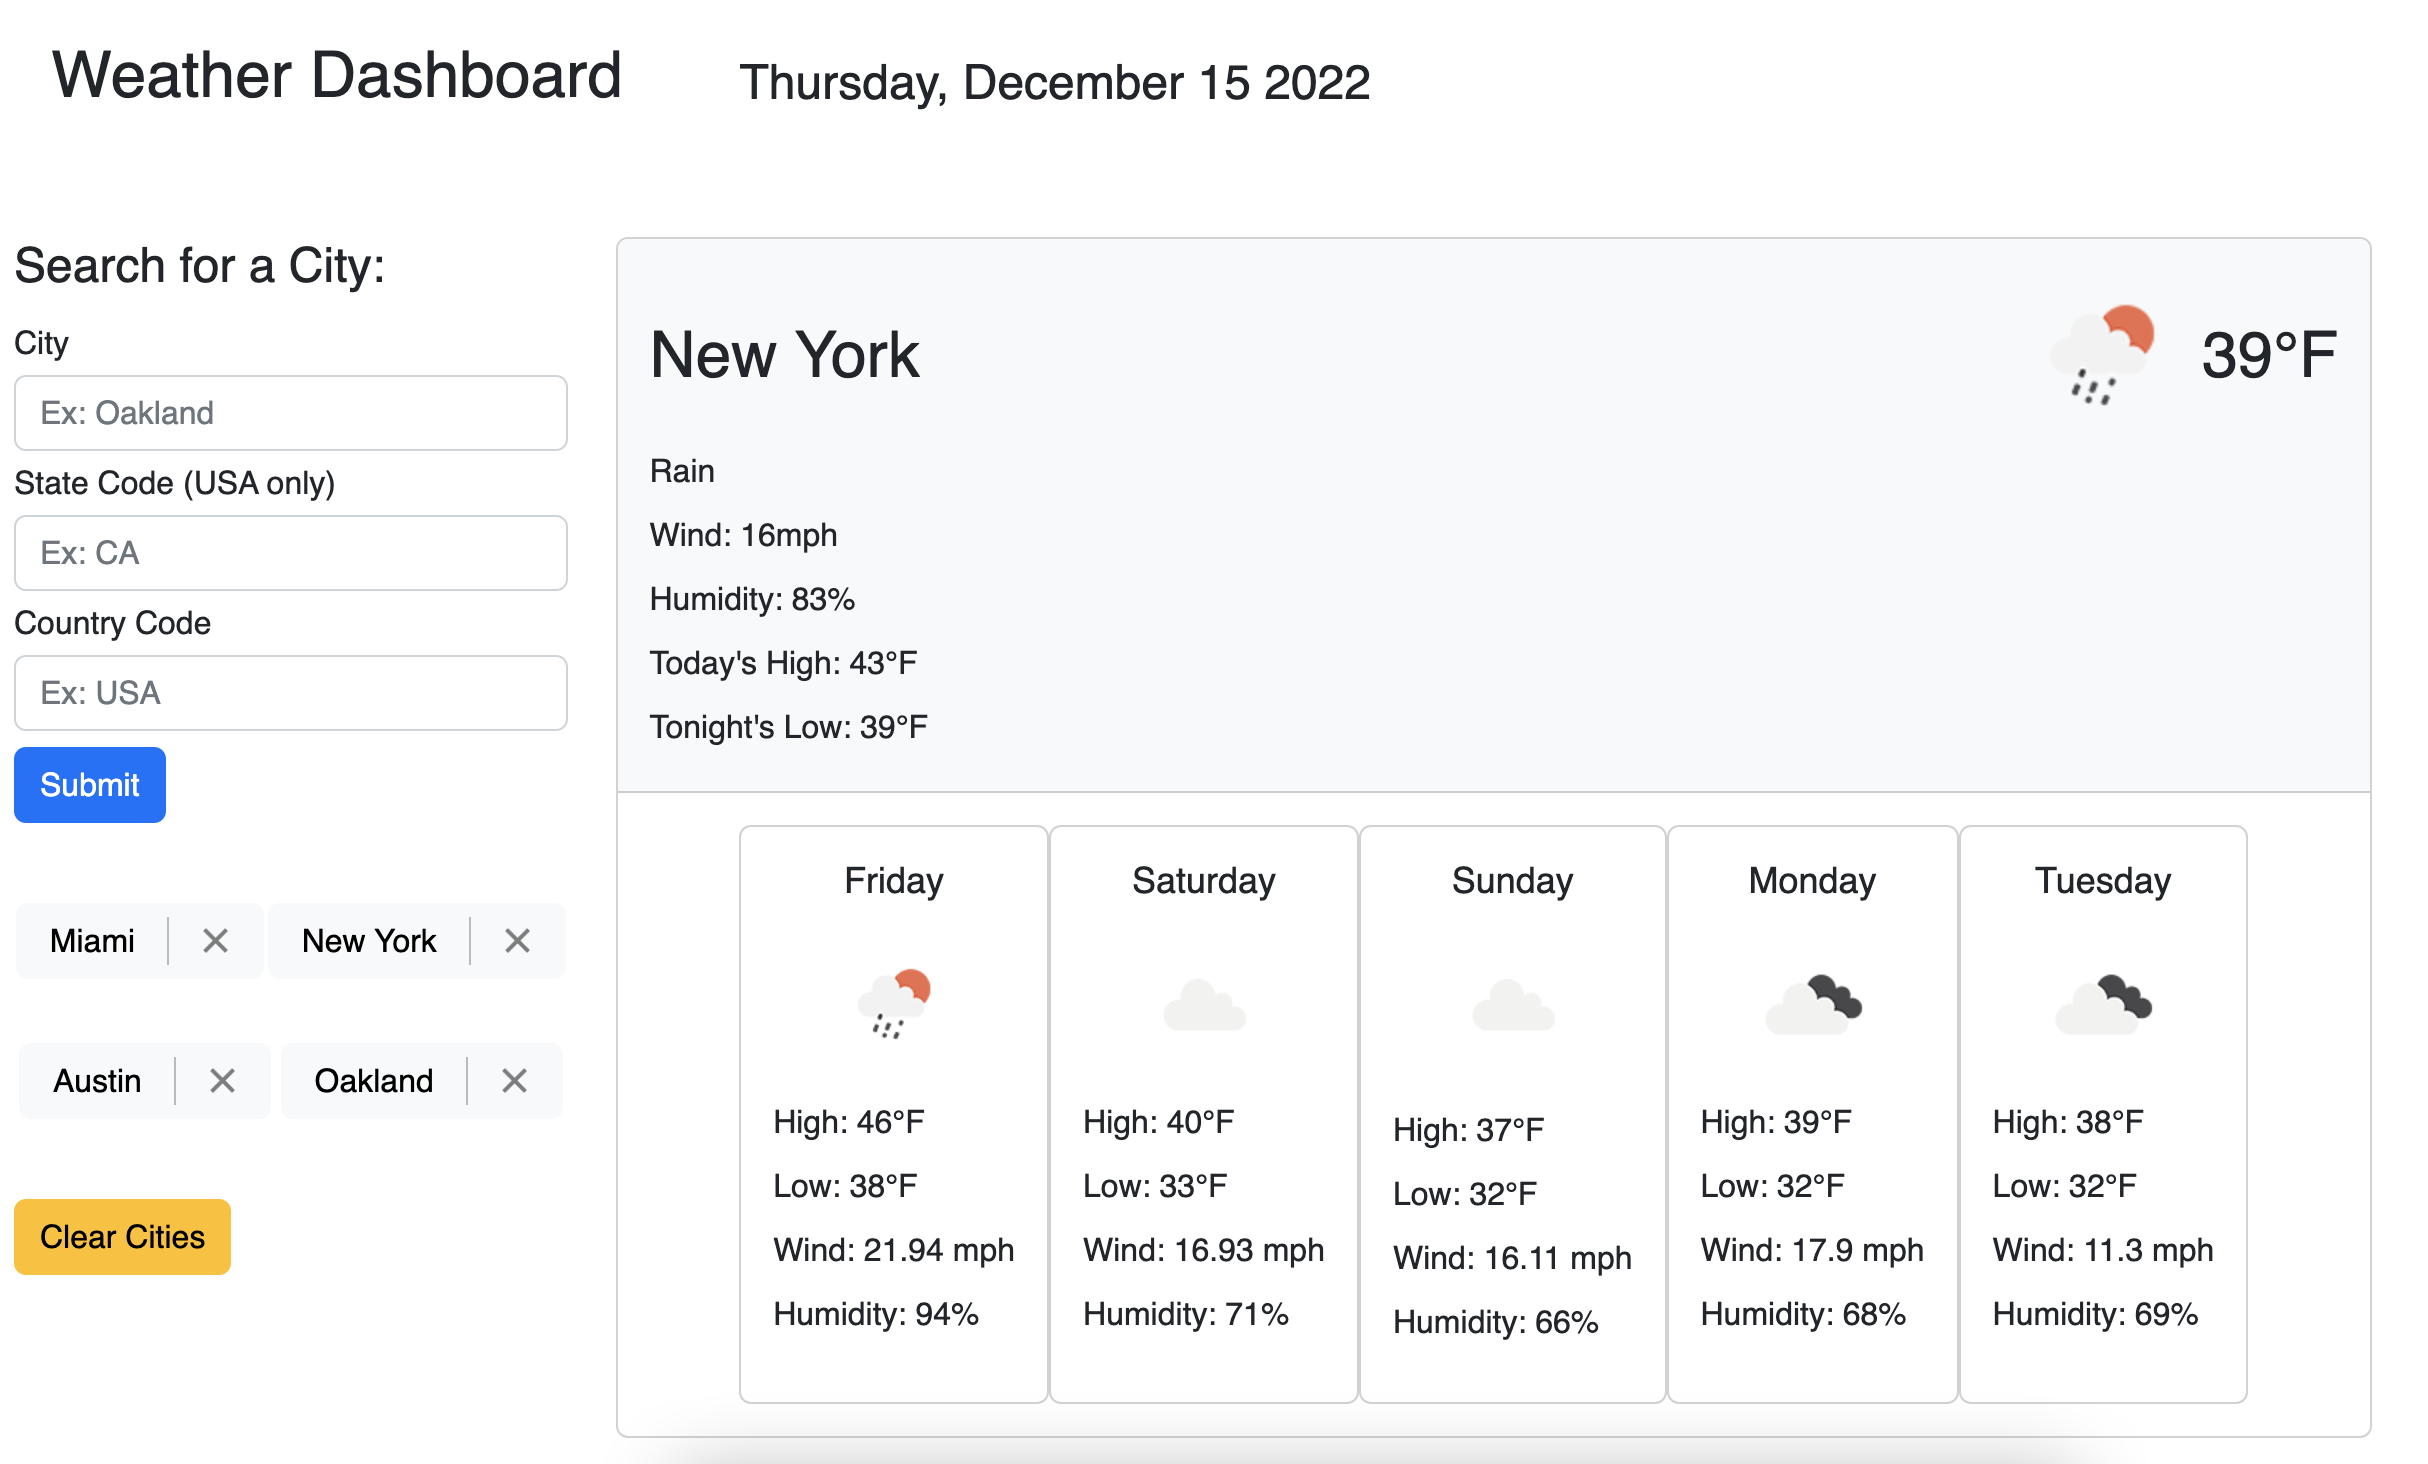 Weather Dashboard
Thursday, December 15 2022
Search for a City:
City
Ex: Oakland
State Code (USA only)
Ex: CA
Country Code
Ex: USA
Submit
Miami
New York
Austin
Oakland
Clear Cities
New York
39°F
Rain
Wind: 16mph
Humidity: 83%
Today's High: 43°F
Tonight's Low: 39°F
Friday
High: 46°F
Low: 38°F
Wind: 21.94 mph
Humidity: 94%
Saturday
High: 40°F
Low: 33°F
Wind: 16.93 mph
Humidity: 71%
Sunday
High: 37°F
Low: 32°F
Wind: 16.11 mph
Humidity: 66%
Monday
High: 39°F
Low: 32°F
Wind: 17.9 mph
Humidity: 68%
Tuesday
High: 38°F
Low: 32°F
Wind: 11.3 mph
Humidity: 69%